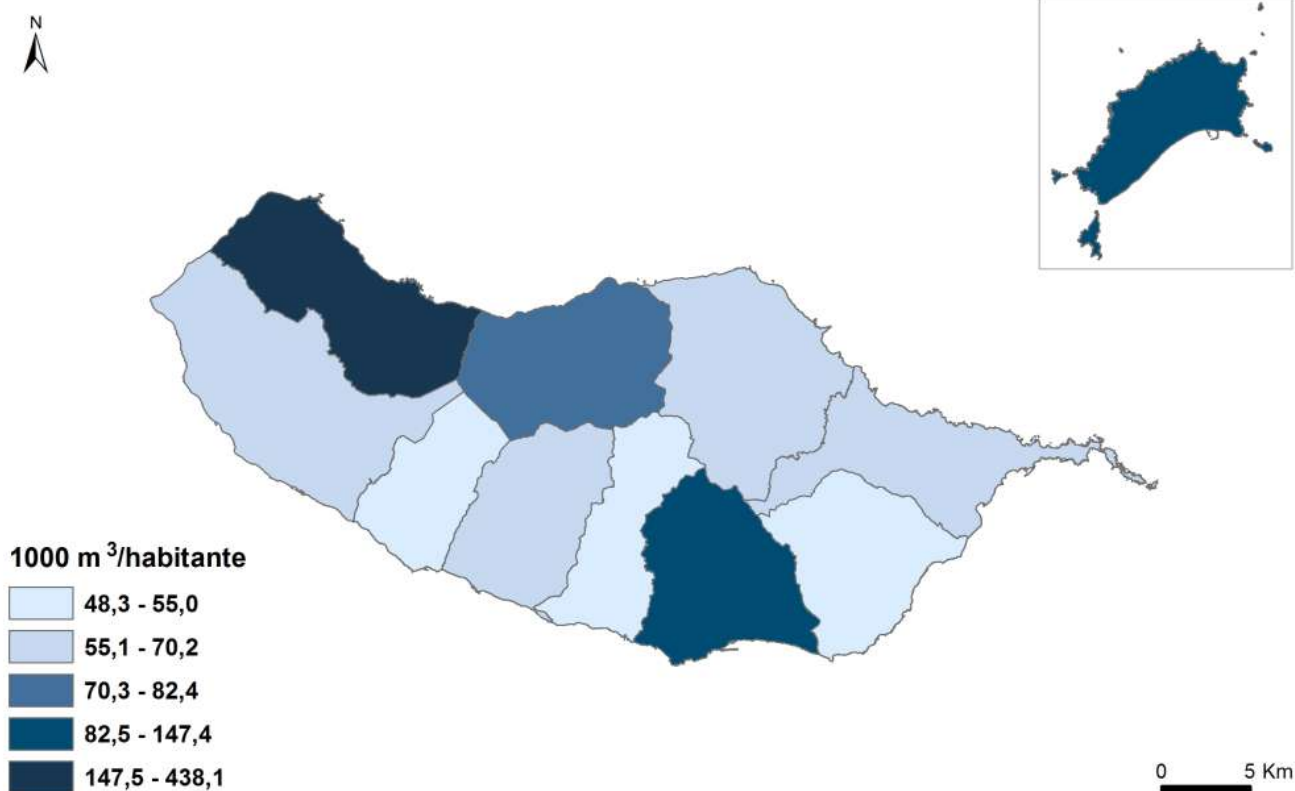 N
1000 m ³/habitante
48,3 - 55,0
55,1 - 70,2
70,3 - 82,4
82,5 - 147,4
147,5 - 438,1
0 5 Km